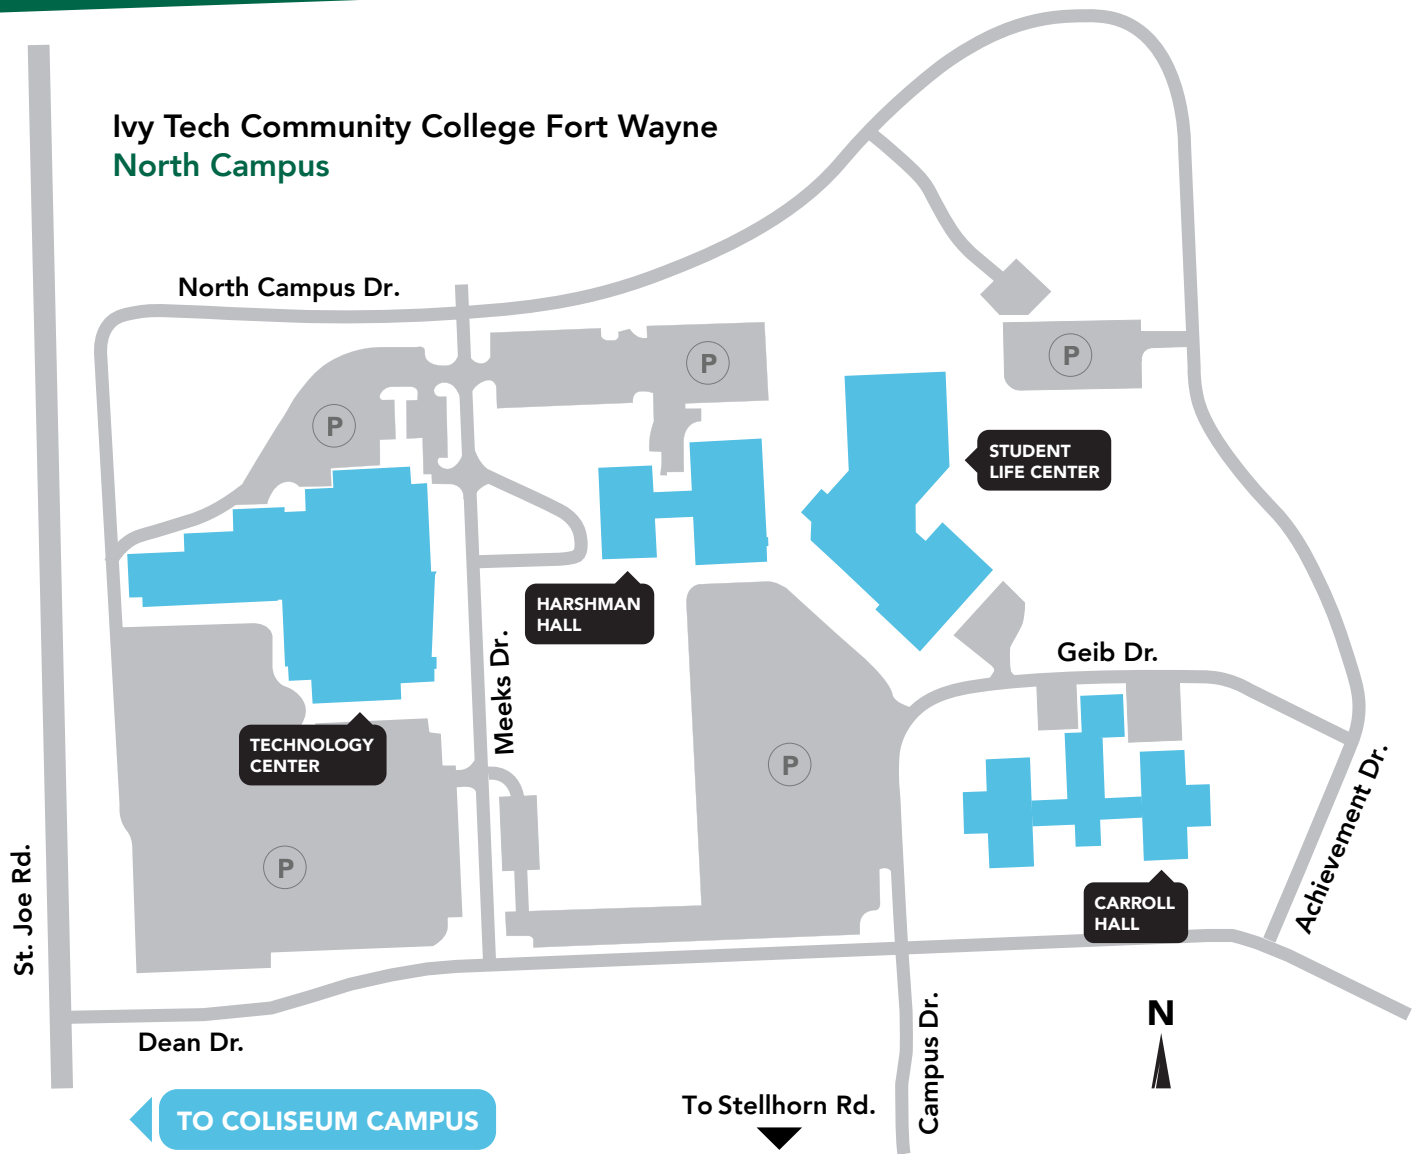 Ivy Tech Community College Fort Wayne
North Campus
North Campus Dr.
P
P
P
STUDENT
LIFE CENTER
HARSHMAN
HALL
Geib Dr.
Meeks Dr.
TECHNOLOGY
CENTER
P
P
Achievement Dr.
St. Joe Rd.
CARROLL
HALL
N
Dean Dr.
Campus Dr.
To Stellhorn Rd.
TO COLISEUM CAMPUS